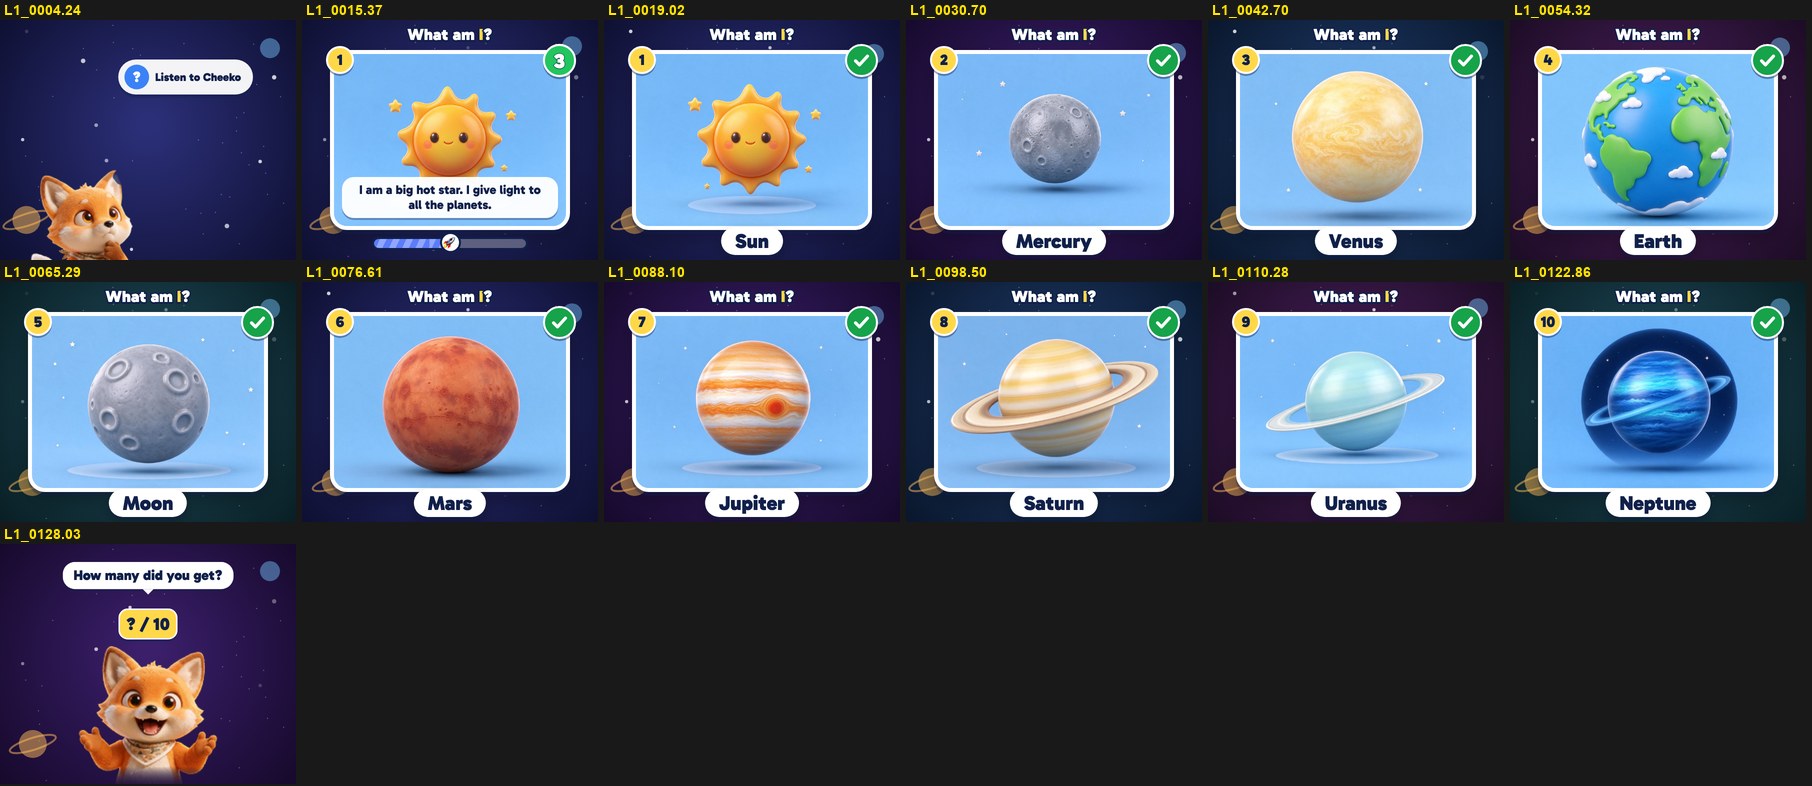 L1_0004.24
? Listen to Cheeko
L1_0015.37
What am I?
1
3
I am a big hot star. I give light to
all the planets.
L1_0019.02
What am I?
1
Sun
L1_0030.70
What am I?
2
Mercury
L1_0042.70
What am I?
3
Venus
L1_0054.32
What am I?
4
Earth
L1_0065.29
What am I?
5
Moon
L1_0076.61
What am I?
6
Mars
L1_0088.10
What am I?
7
Jupiter
L1_0098.50
What am I?
8
Saturn
L1_0110.28
What am I?
9
Uranus
L1_0122.86
What am I?
10
Neptune
L1_0128.03
How many did you get?
? / 10